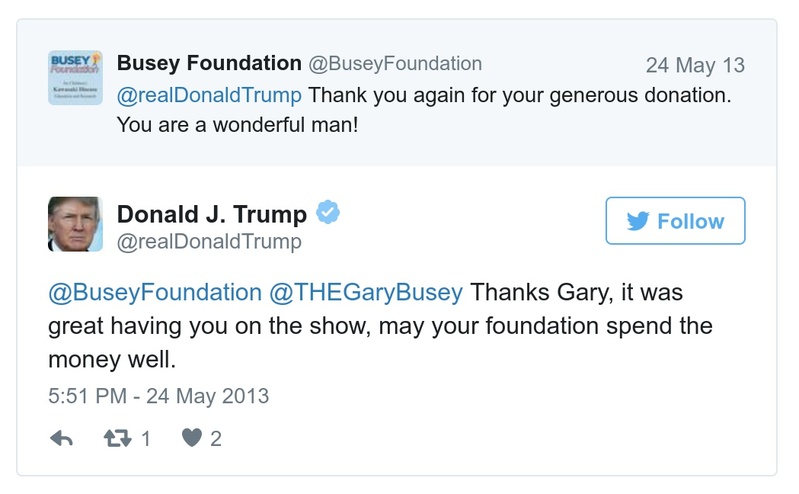 BUSEY
Foundation
for Children's
Kawasaki Disease
Education and Research
Busey Foundation @BuseyFoundation
24 May 13
@realDonaldTrump Thank you again for your generous donation.
You are a wonderful man!
Donald J. Trump
@realDonaldTrump
Follow
@BuseyFoundation @THEGaryBusey Thanks Gary, it was
great having you on the show, may your foundation spend the
money well.
5:51 PM - 24 May 2013
1
2